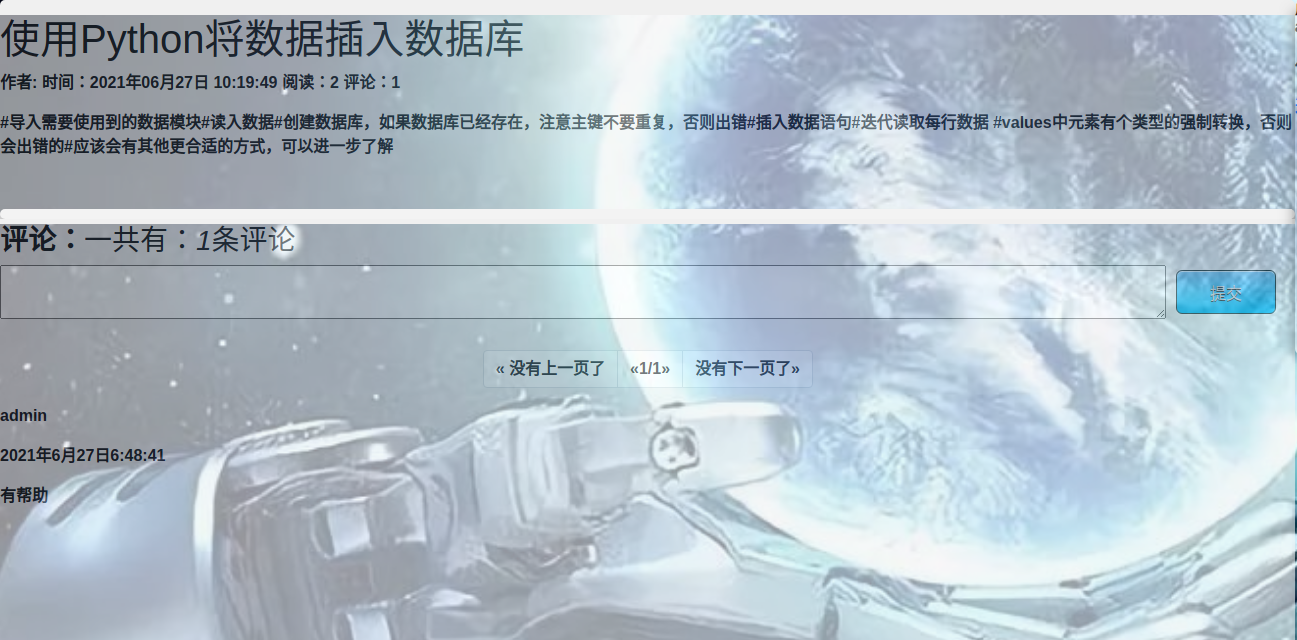 使用Python将数据插入数据库
作者: 时间：2021年06月27日 10:19:49 阅读：2 评论：1
#导入需要使用到的数据模块#读入数据#创建数据库，如果数据库已经存在，注意主键不要重复，否则出错#插入数据语句#迭代读取每行数据 #values中元素有个类型的强制转换，否则
会出错的#应该会有其他更合适的方式，可以进一步了解
评论：一共有：1条评论
提交
« 没有上一页了 «1/1» 没有下一页了»
admin
2021年6月27日6:48:41
有帮助